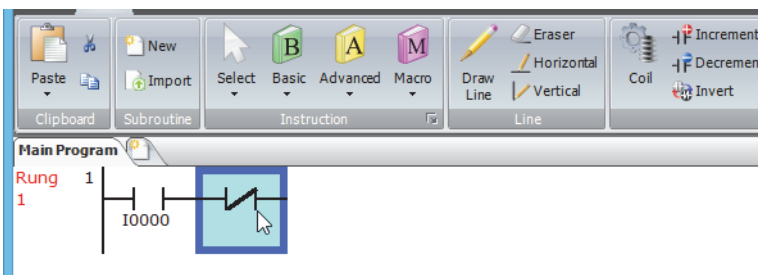 Paste
Clipboard
New
Import
Subroutine
Select
Basic
Advanced
Macro
Instruction
B
A
M
Draw
Line
Eraser
Horizontal
Vertical
Line
Coil
Increment
Decremen
Invert
Main Program
Rung 1
1
I0000